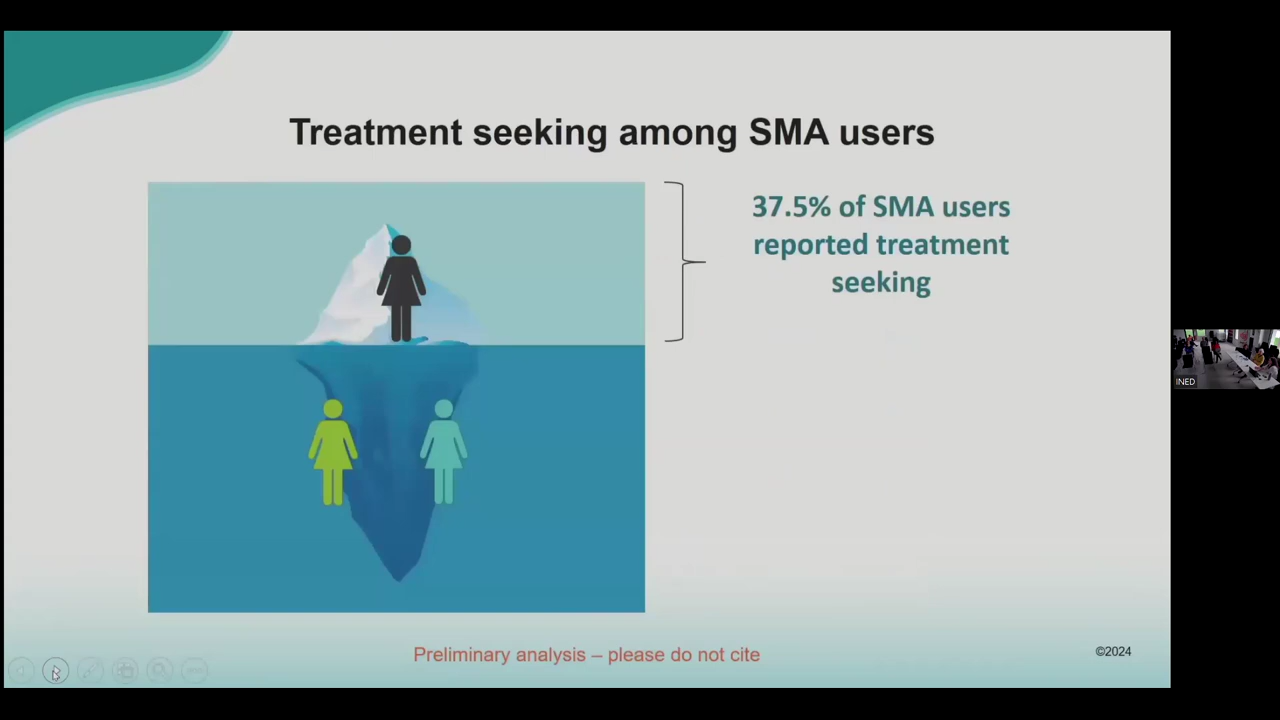 Treatment seeking among SMA users
37.5% of SMA users
reported treatment
seeking
INED
Preliminary analysis – please do not cite
©2024